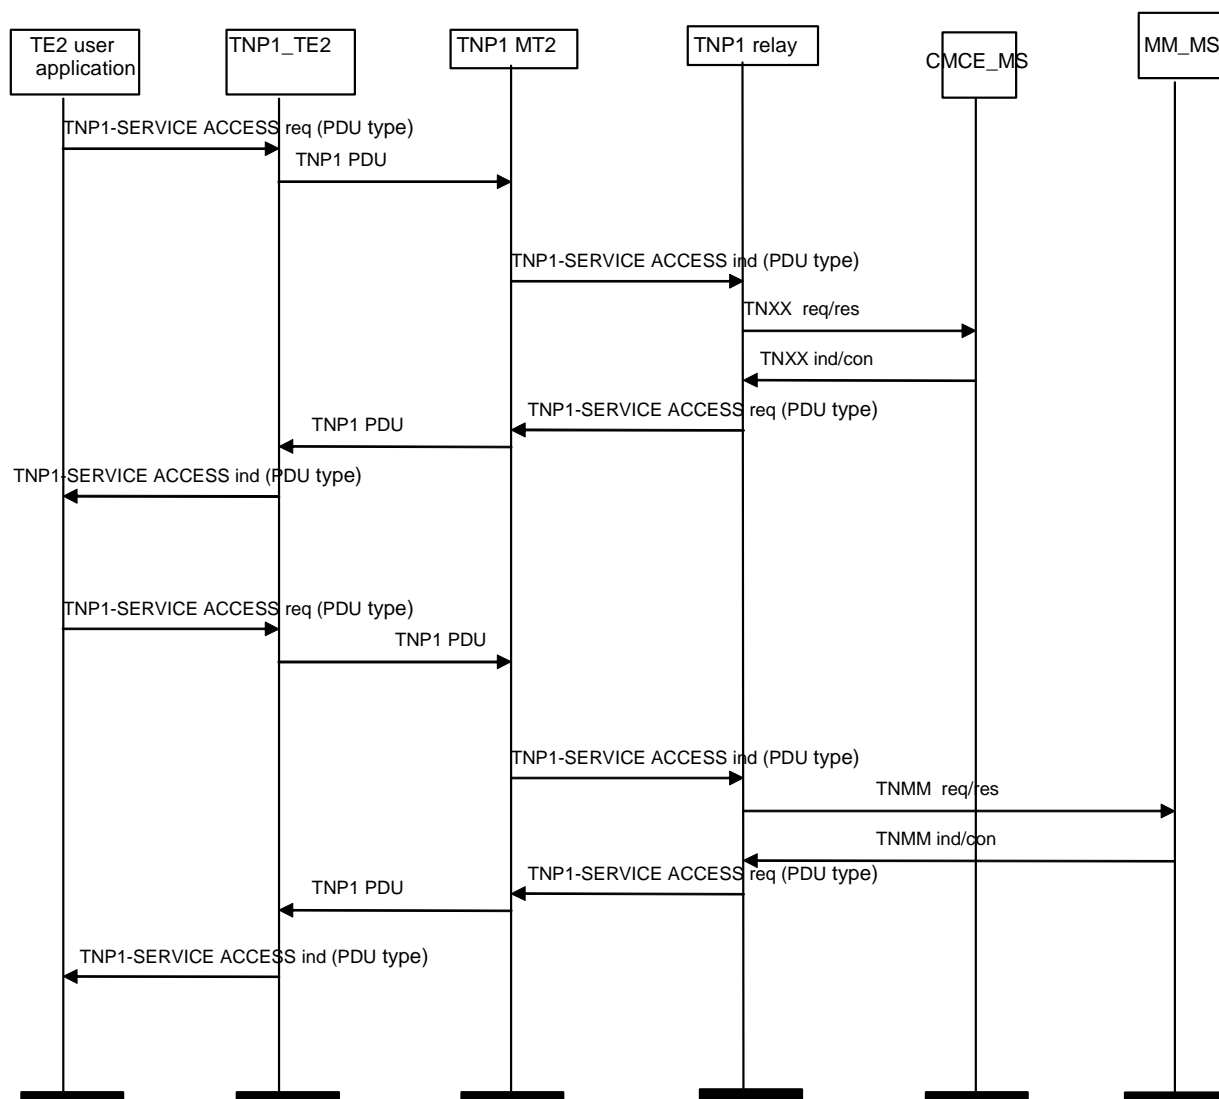 TE2 user
application
TNP1_TE2
TNP1 MT2
TNP1 relay
CMCE_MS
MM_MS
TNP1-SERVICE ACCESS req (PDU type)
TNP1 PDU
TNP1-SERVICE ACCESS ind (PDU type)
TNXX req/res
TNXX ind/con
TNP1-SERVICE ACCESS req (PDU type)
TNP1 PDU
TNP1-SERVICE ACCESS ind (PDU type)
TNP1-SERVICE ACCESS req (PDU type)
TNP1 PDU
TNP1-SERVICE ACCESS ind (PDU type)
TNMM req/res
TNMM ind/con
TNP1-SERVICE ACCESS req (PDU type)
TNP1 PDU
TNP1-SERVICE ACCESS ind (PDU type)